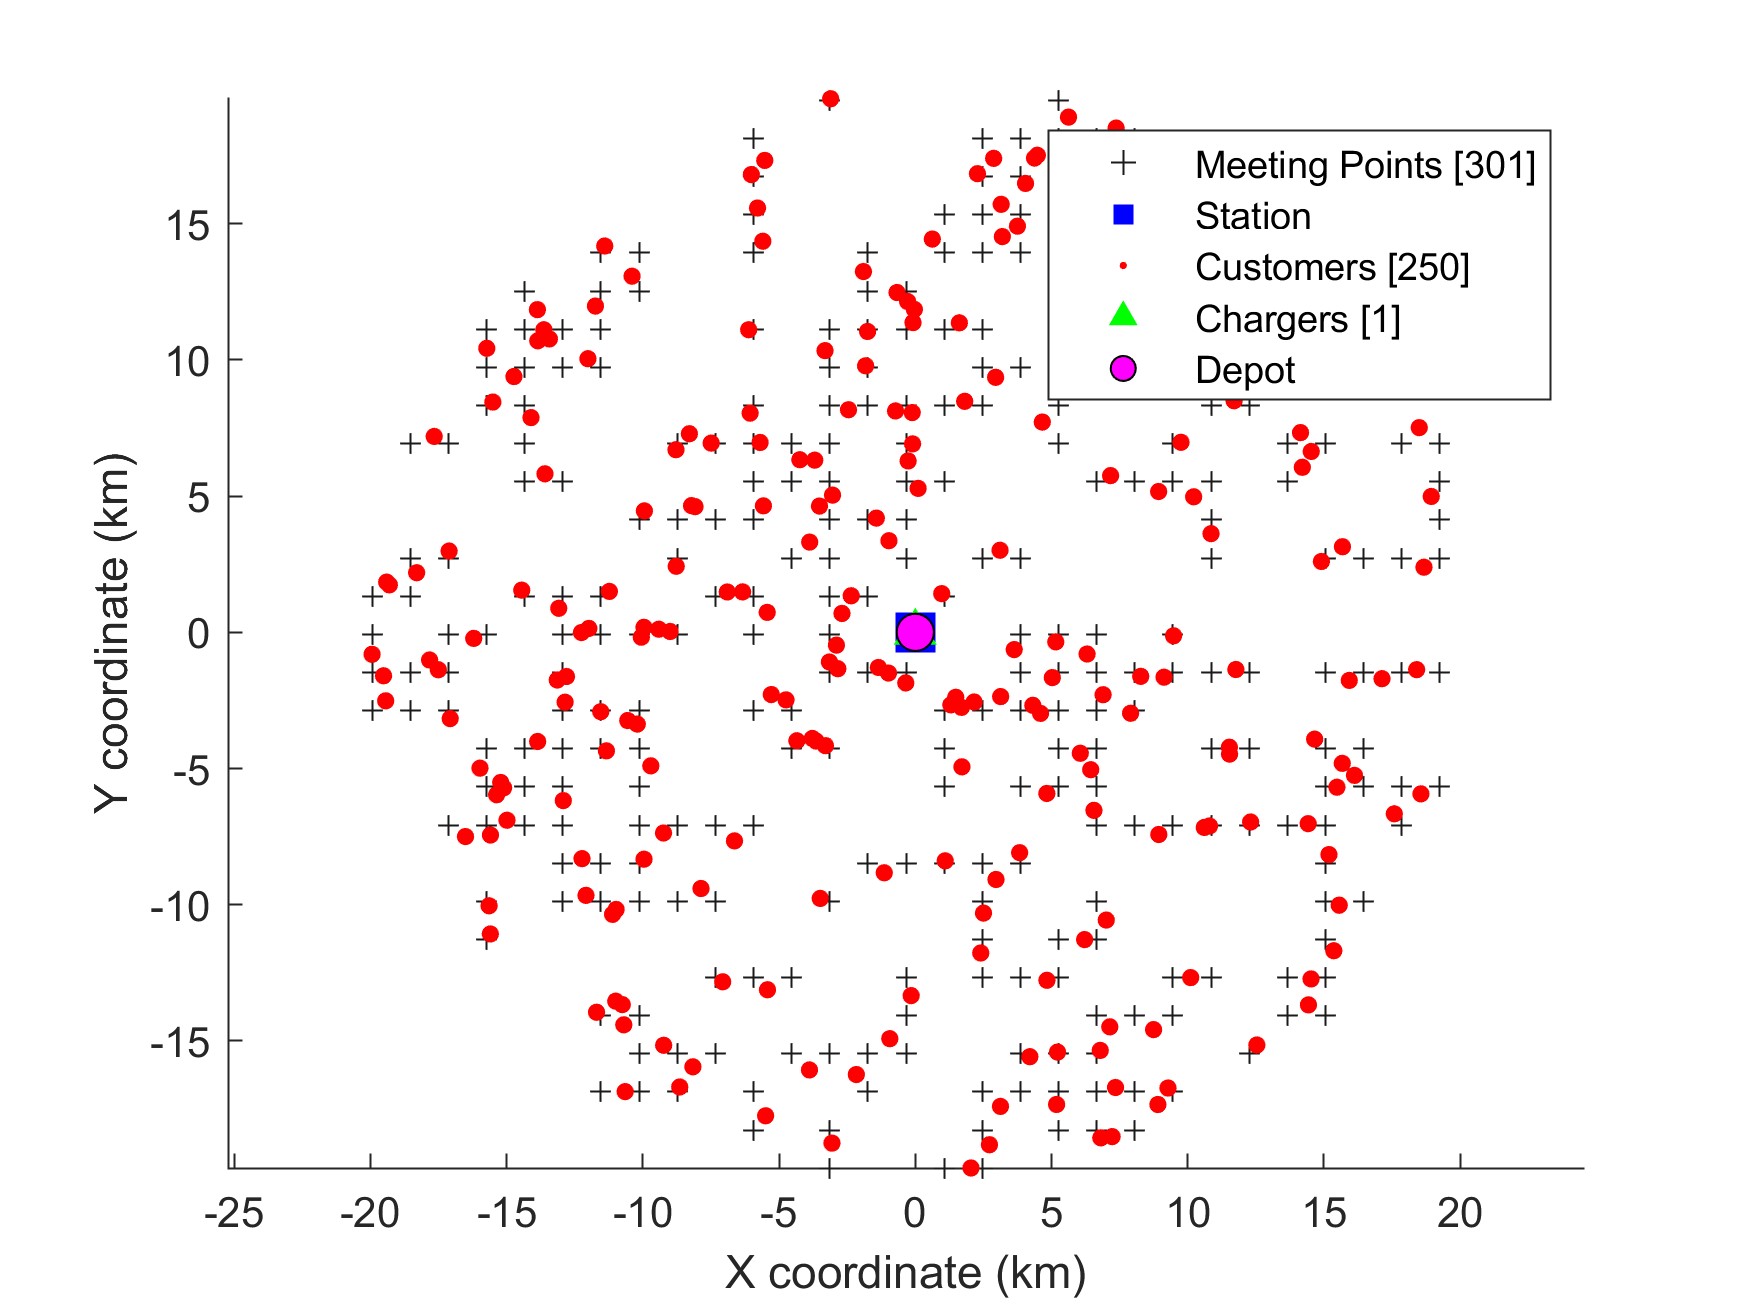 Meeting Points [301]
Station
Customers [250]
Chargers [1]
Depot
15
10
5
0
-5
-10
-15
Y coordinate (km)
-25 -20 -15 -10 -5 0 5 10 15 20
X coordinate (km)